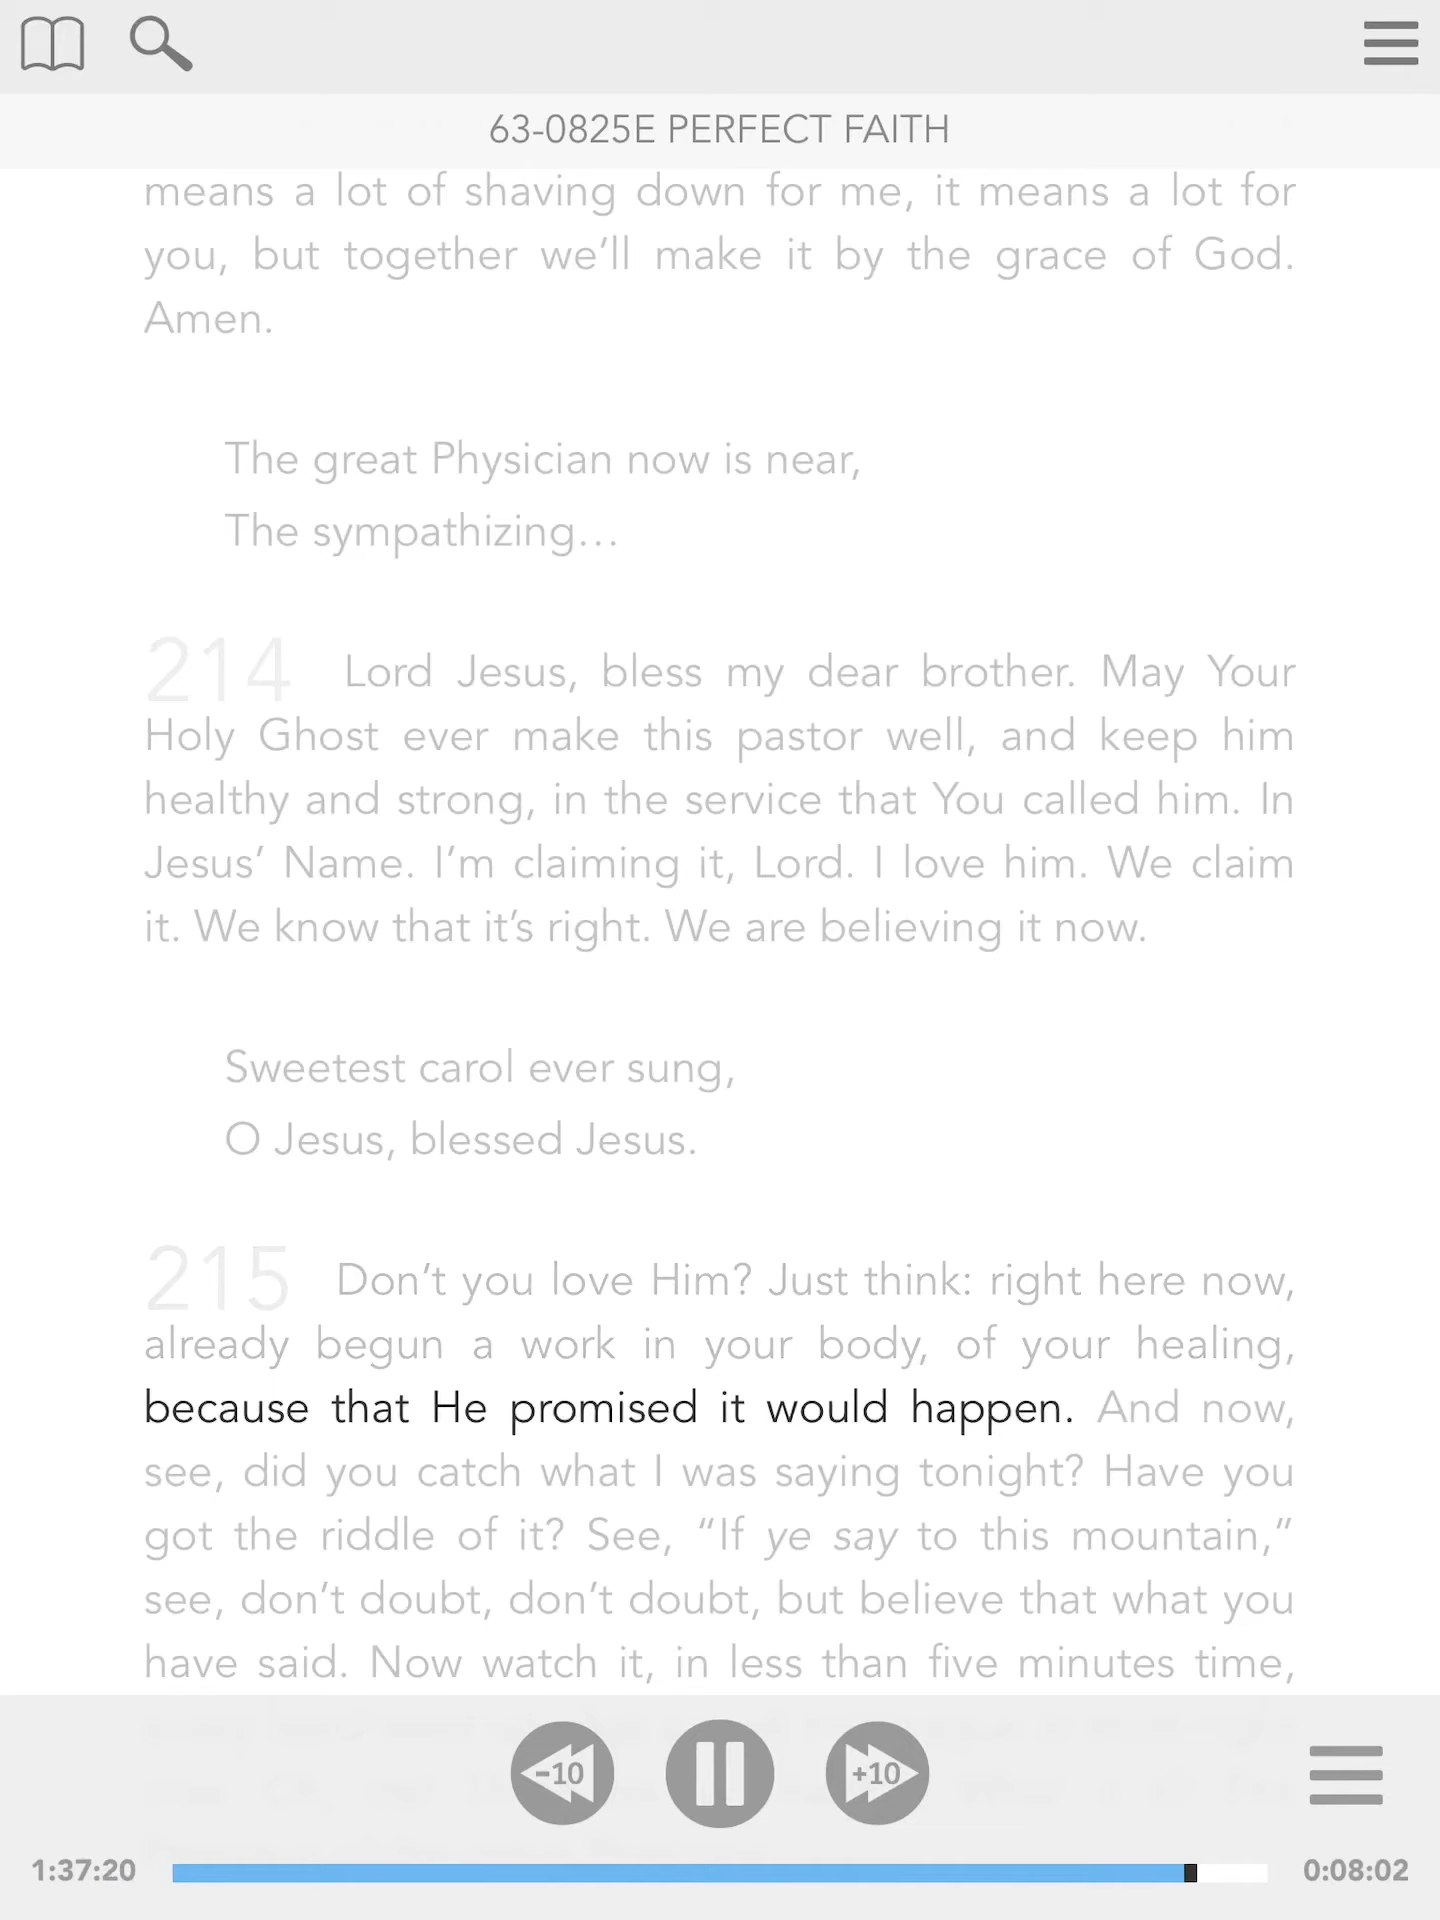 63-0825E PERFECT FAITH
means a lot of shaving down for me, it means a lot for
you, but together we’ll make it by the grace of God.
Amen.
The great Physician now is near,
The sympathizing…
214 Lord Jesus, bless my dear brother. May Your
Holy Ghost ever make this pastor well, and keep him
healthy and strong, in the service that You called him. In
Jesus’ Name. I’m claiming it, Lord. I love him. We claim
it. We know that it’s right. We are believing it now.
Sweetest carol ever sung,
O Jesus, blessed Jesus.
215 Don’t you love Him? Just think: right here now,
already begun a work in your body, of your healing,
because that He promised it would happen. And now,
see, did you catch what I was saying tonight? Have you
got the riddle of it? See, “If ye say to this mountain,”
see, don’t doubt, don’t doubt, but believe that what you
have said. Now watch it, in less than five minutes time,
-10 +10
1:37:20 0:08:02